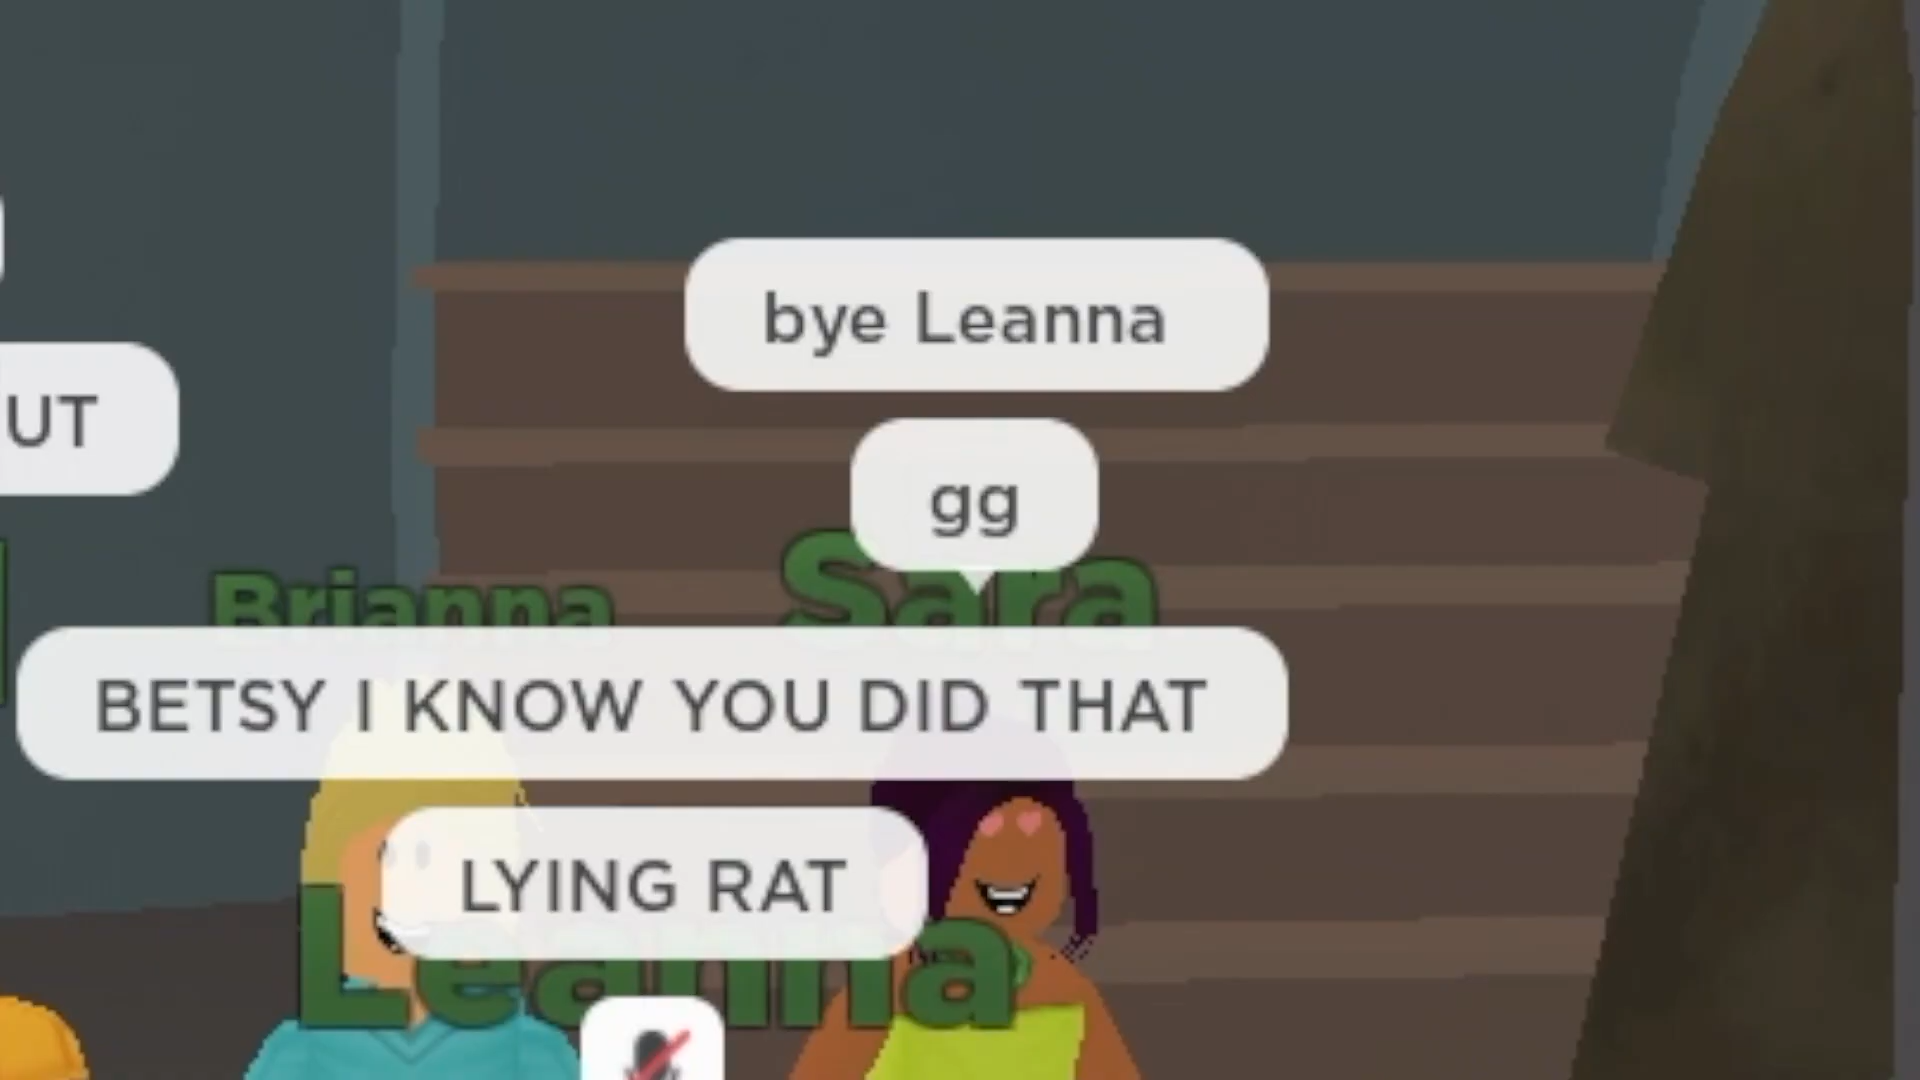 bye Leanna
UT
gg
Brianna
Sara
BETSY I KNOW YOU DID THAT
LYING RAT
Leanna